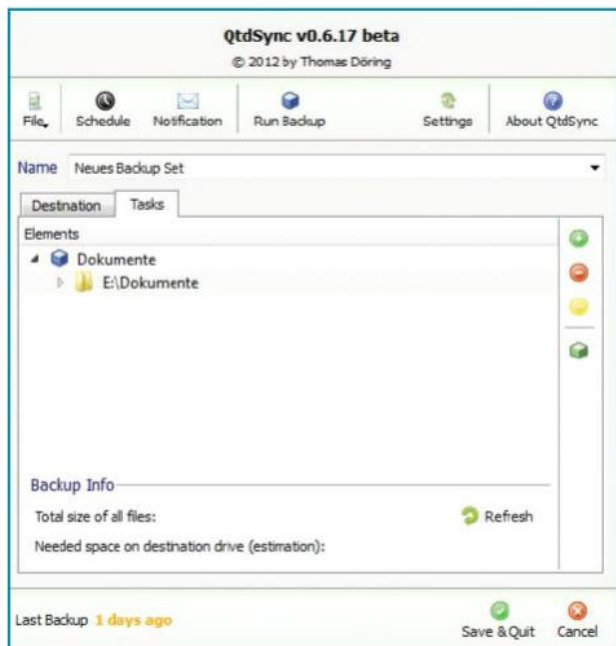 QtdSync v0.6.17 beta
© 2012 by Thomas Döring
File
Schedule
Notification
Run Backup
Settings
About QtdSync
Name Neues Backup Set
Destination
Tasks
Elements
Dokumente
E:\Dokumente
Backup Info
Total size of all files:
Refresh
Needed space on destination drive (estimation):
Last Backup 1 days ago
Save & Quit
Cancel